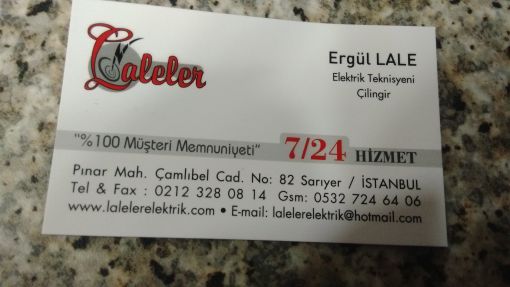 Laleler
Ergül LALE
Elektrik Teknisyeni
Çilingir
"%100 Müşteri Memnuniyeti" 7/24 HİZMET
Pınar Mah. Çamlıbel Cad. No: 82 Sarıyer / İSTANBUL
Tel & Fax : 0212 328 08 14 Gsm: 0532 724 64 06
www.lalelerelektrik.com • E-mail: lalelerelektrik@hotmail.com